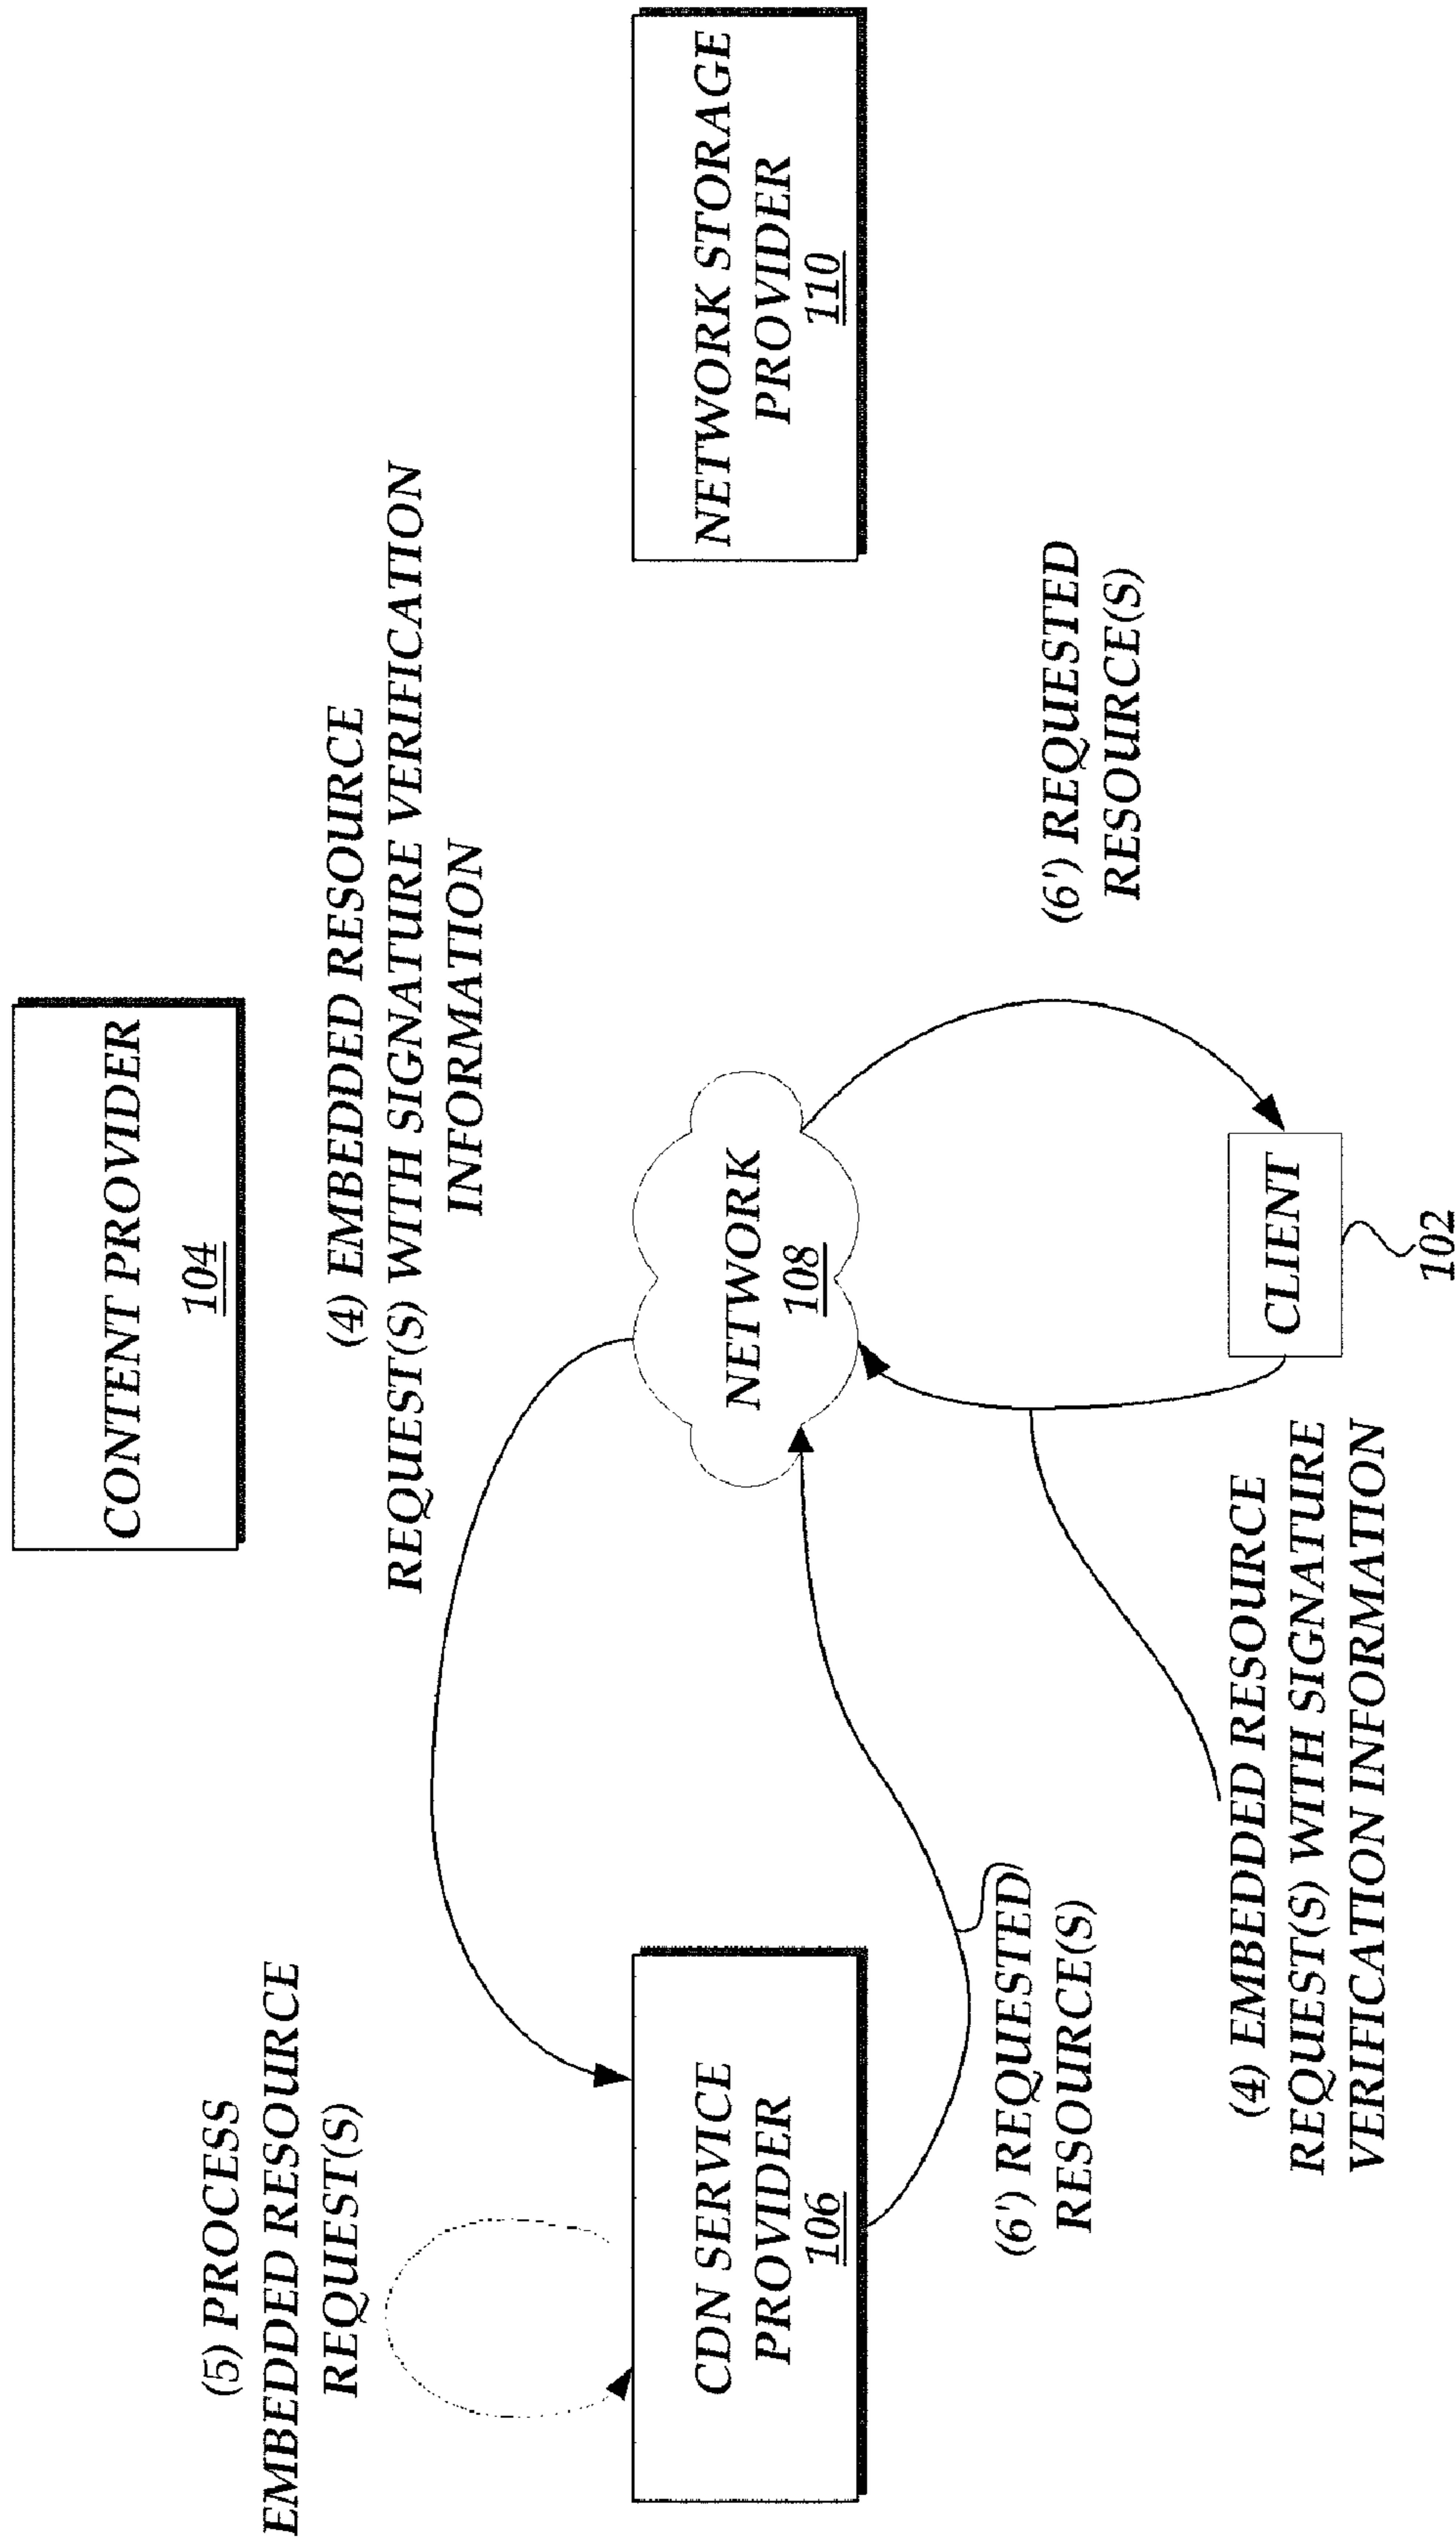 CONTENT PROVIDER
104
(5) PROCESS
EMBEDDED RESOURCE
REQUEST(S)
(4) EMBEDDED RESOURCE
REQUEST(S) WITH SIGNATURE VERIFICATION
INFORMATION
CDN SERVICE
PROVIDER
106
NETWORK
108
NETWORK STORAGE
PROVIDER
110
(6') REQUESTED
RESOURCE(S)
(6') REQUESTED
RESOURCE(S)
(4) EMBEDDED RESOURCE
REQUEST(S) WITH SIGNATURE
VERIFICATION INFORMATION
CLIENT
102